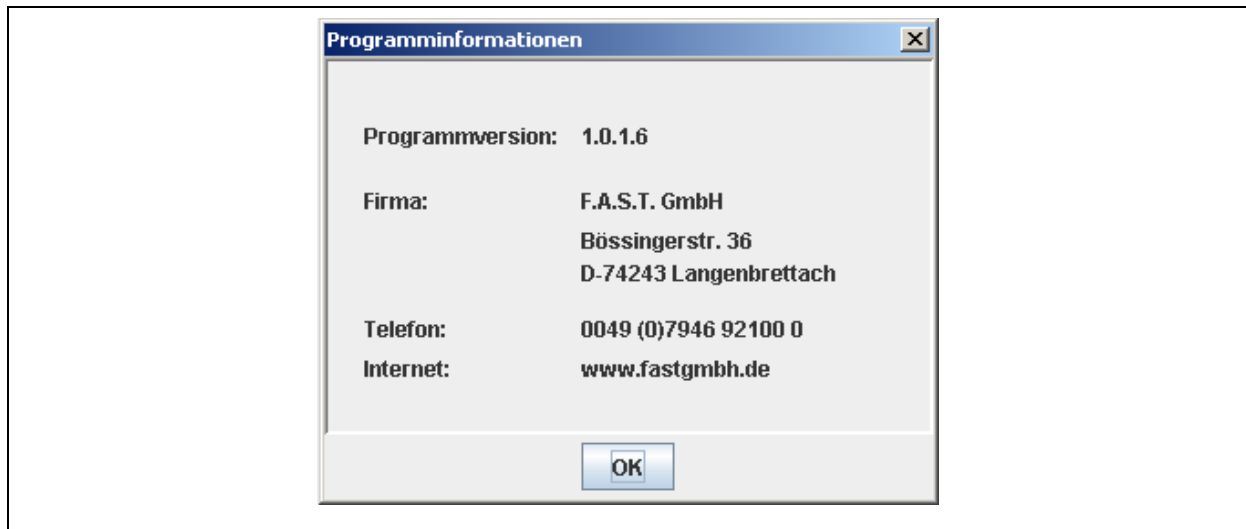 Programminformationen
Programmversion: 1.0.1.6
Firma: F.A.S.T. GmbH
Bössingerstr. 36
D-74243 Langenbrettach
Telefon: 0049 (0)7946 92100 0
Internet: www.fastgmbh.de
OK